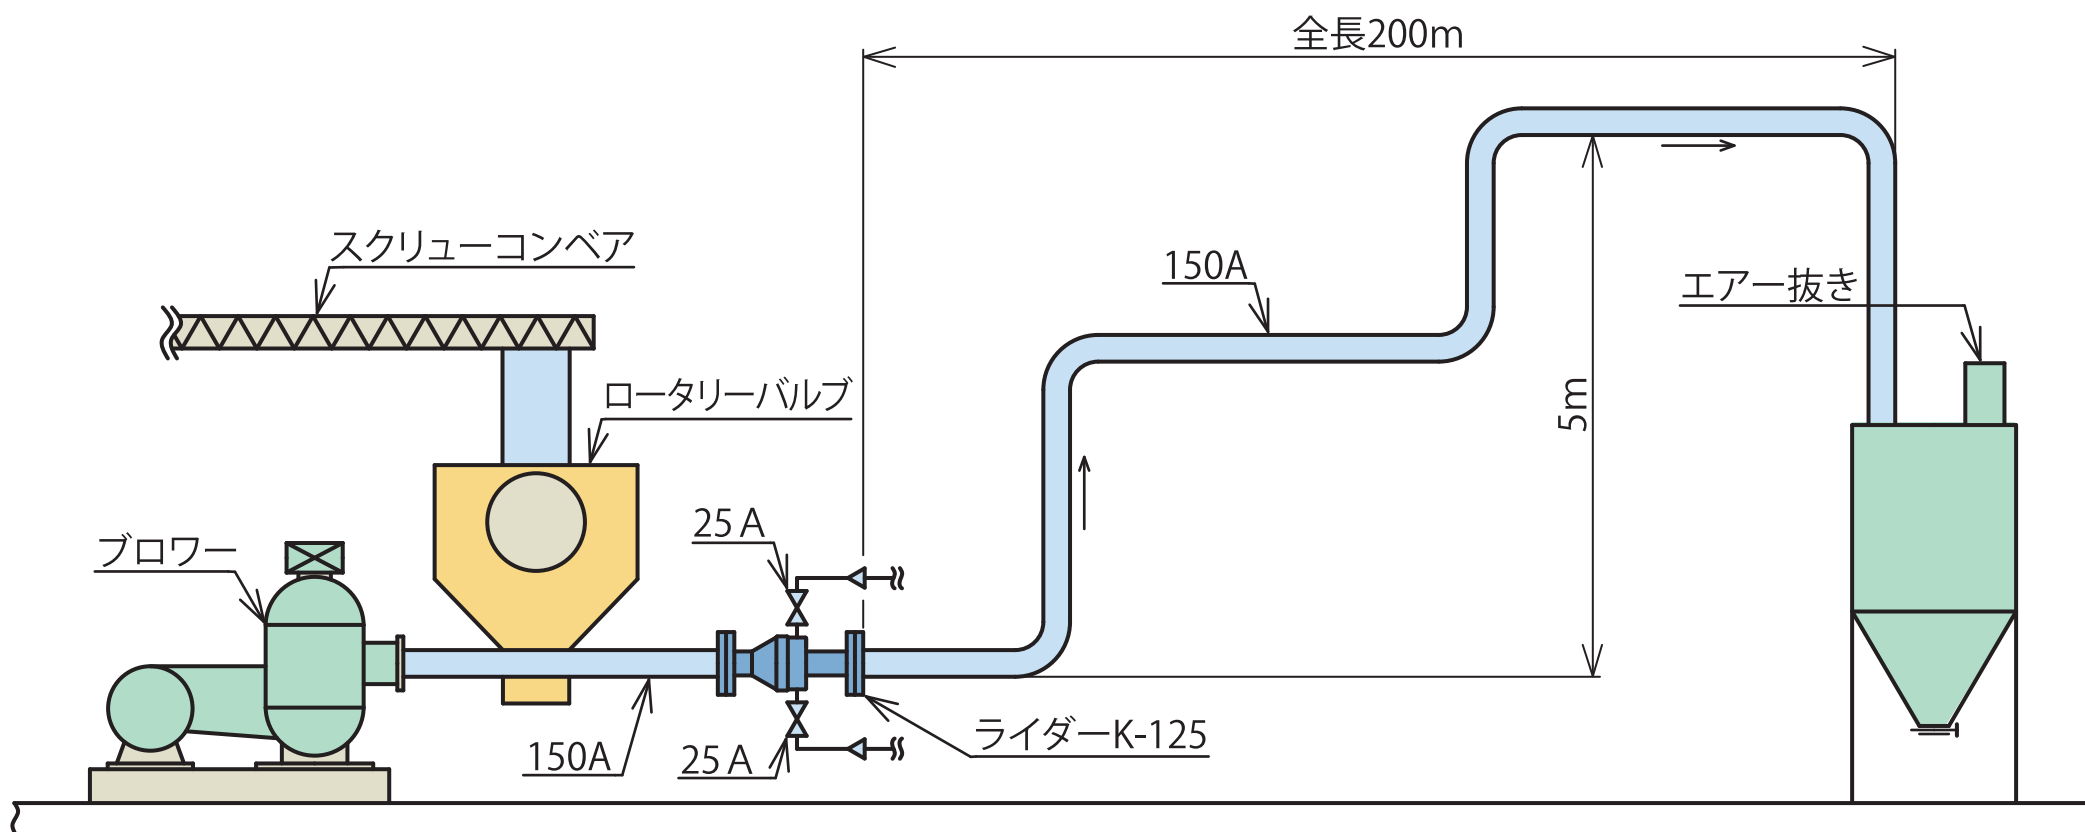 全長200m
スクリューコンベア
150A
エアー抜き
ロータリーバルブ
5m
25 A
ブロワー
ライダーK-125
150A
25 A